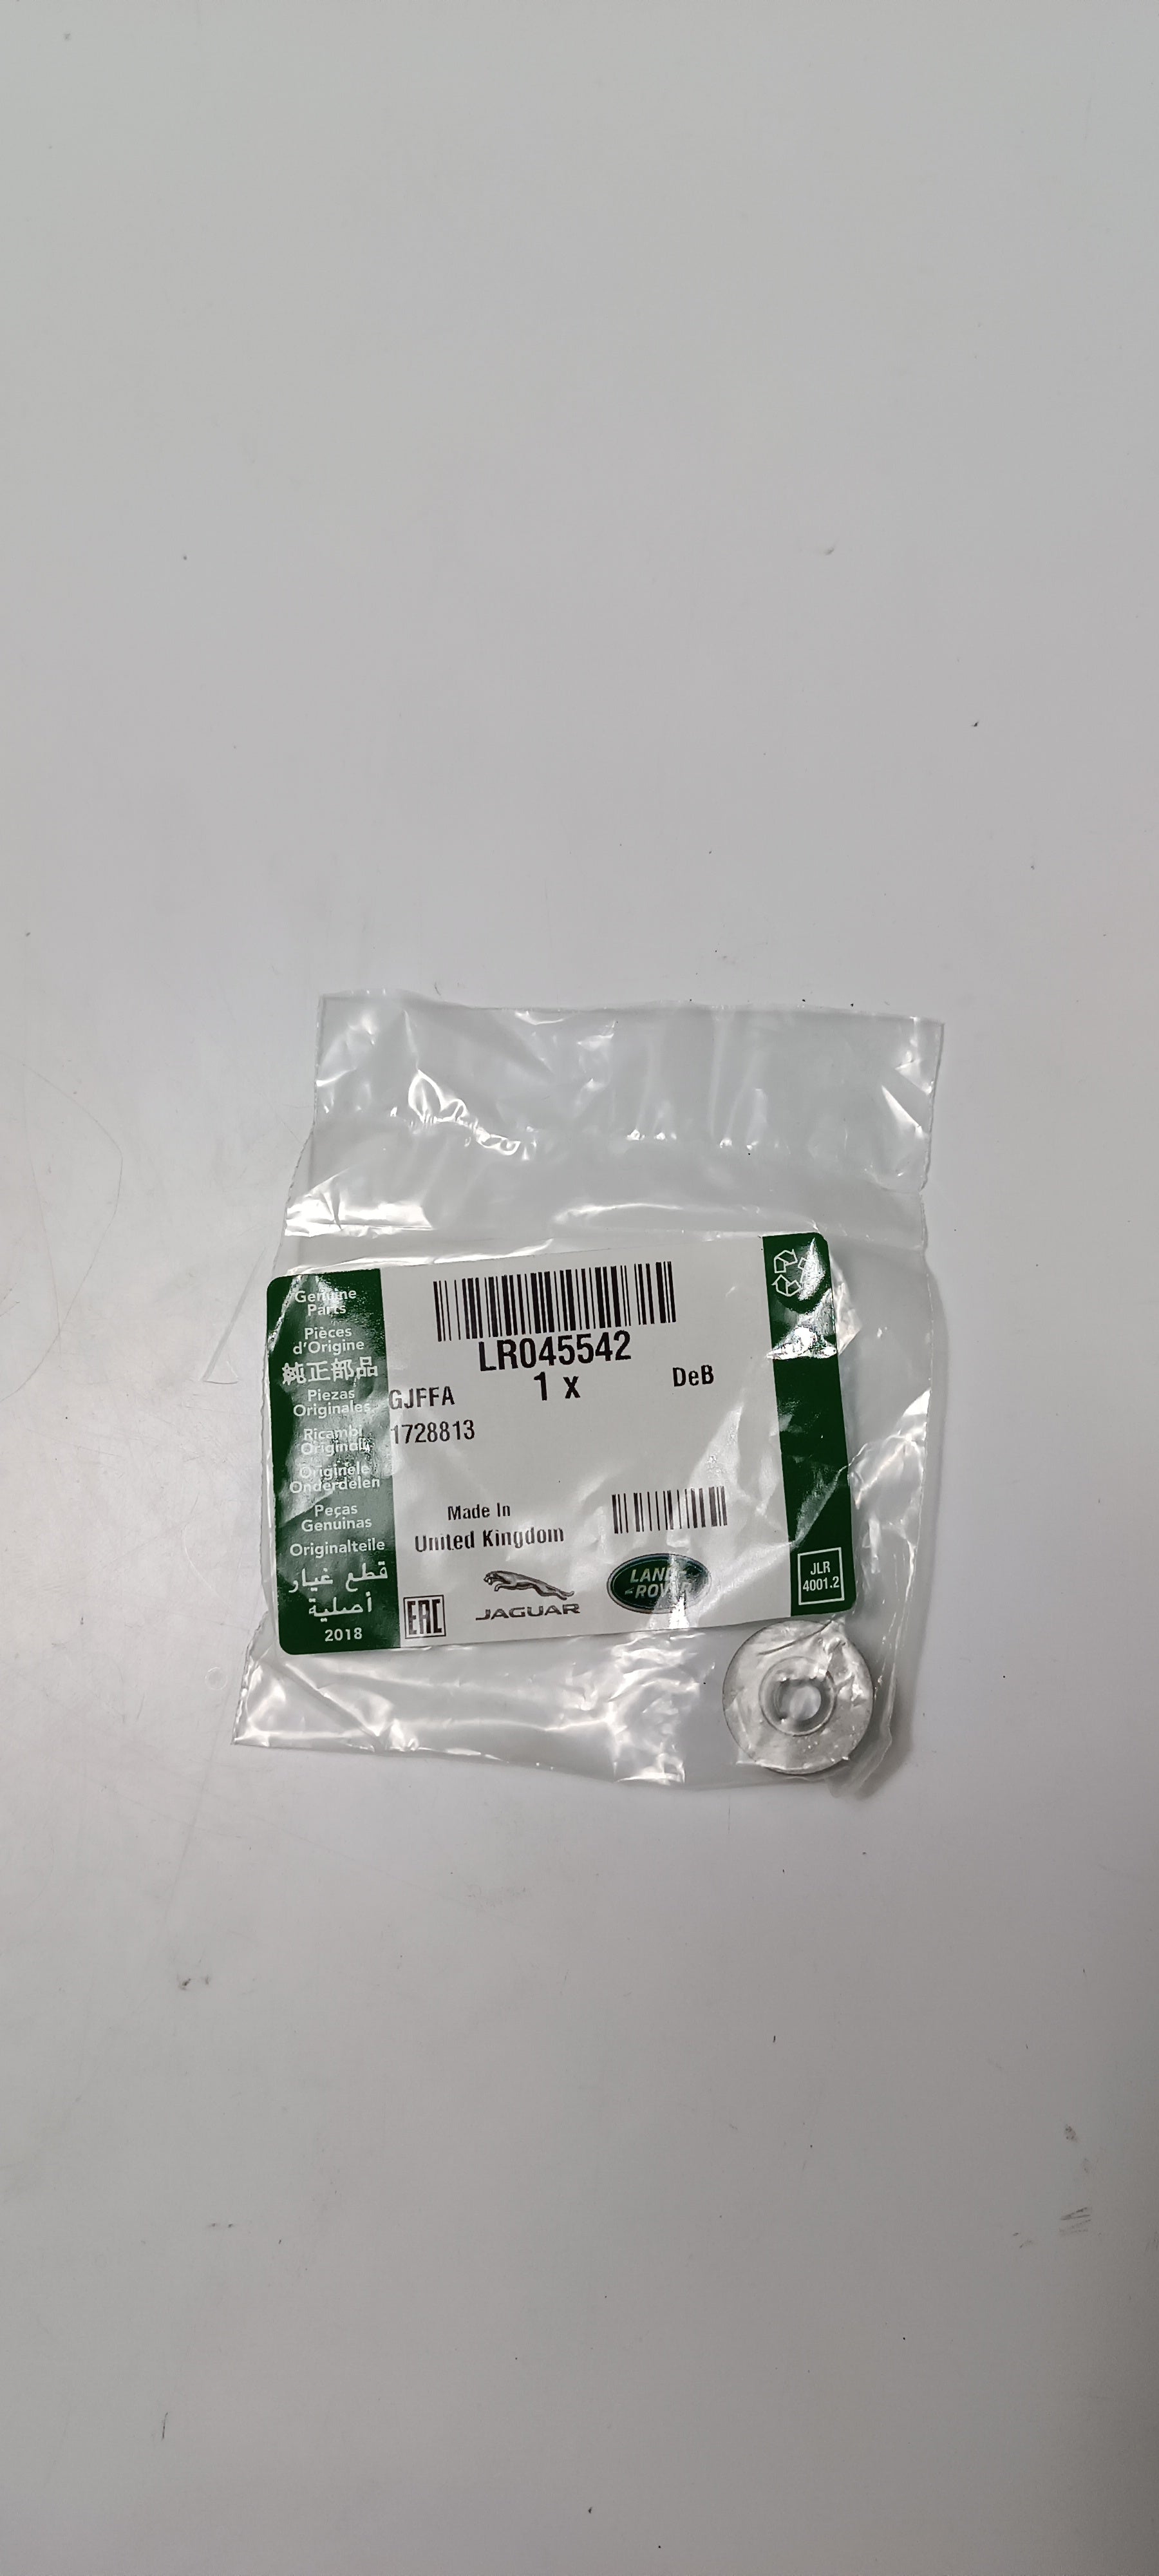 Genuine
Parts
Pièces
d'Origine
純正部品
Piezas
Originales
Ricambi
Originali
Originele
Onderdelen
Peças
Genuinas
Originalteile
قطع غيار
أصلية
2018
LR045542
1 x
DeB
GJFFA
1728813
Made In
United Kingdom
EAC
JAGUAR
LAND
ROVER
JLR
4001.2